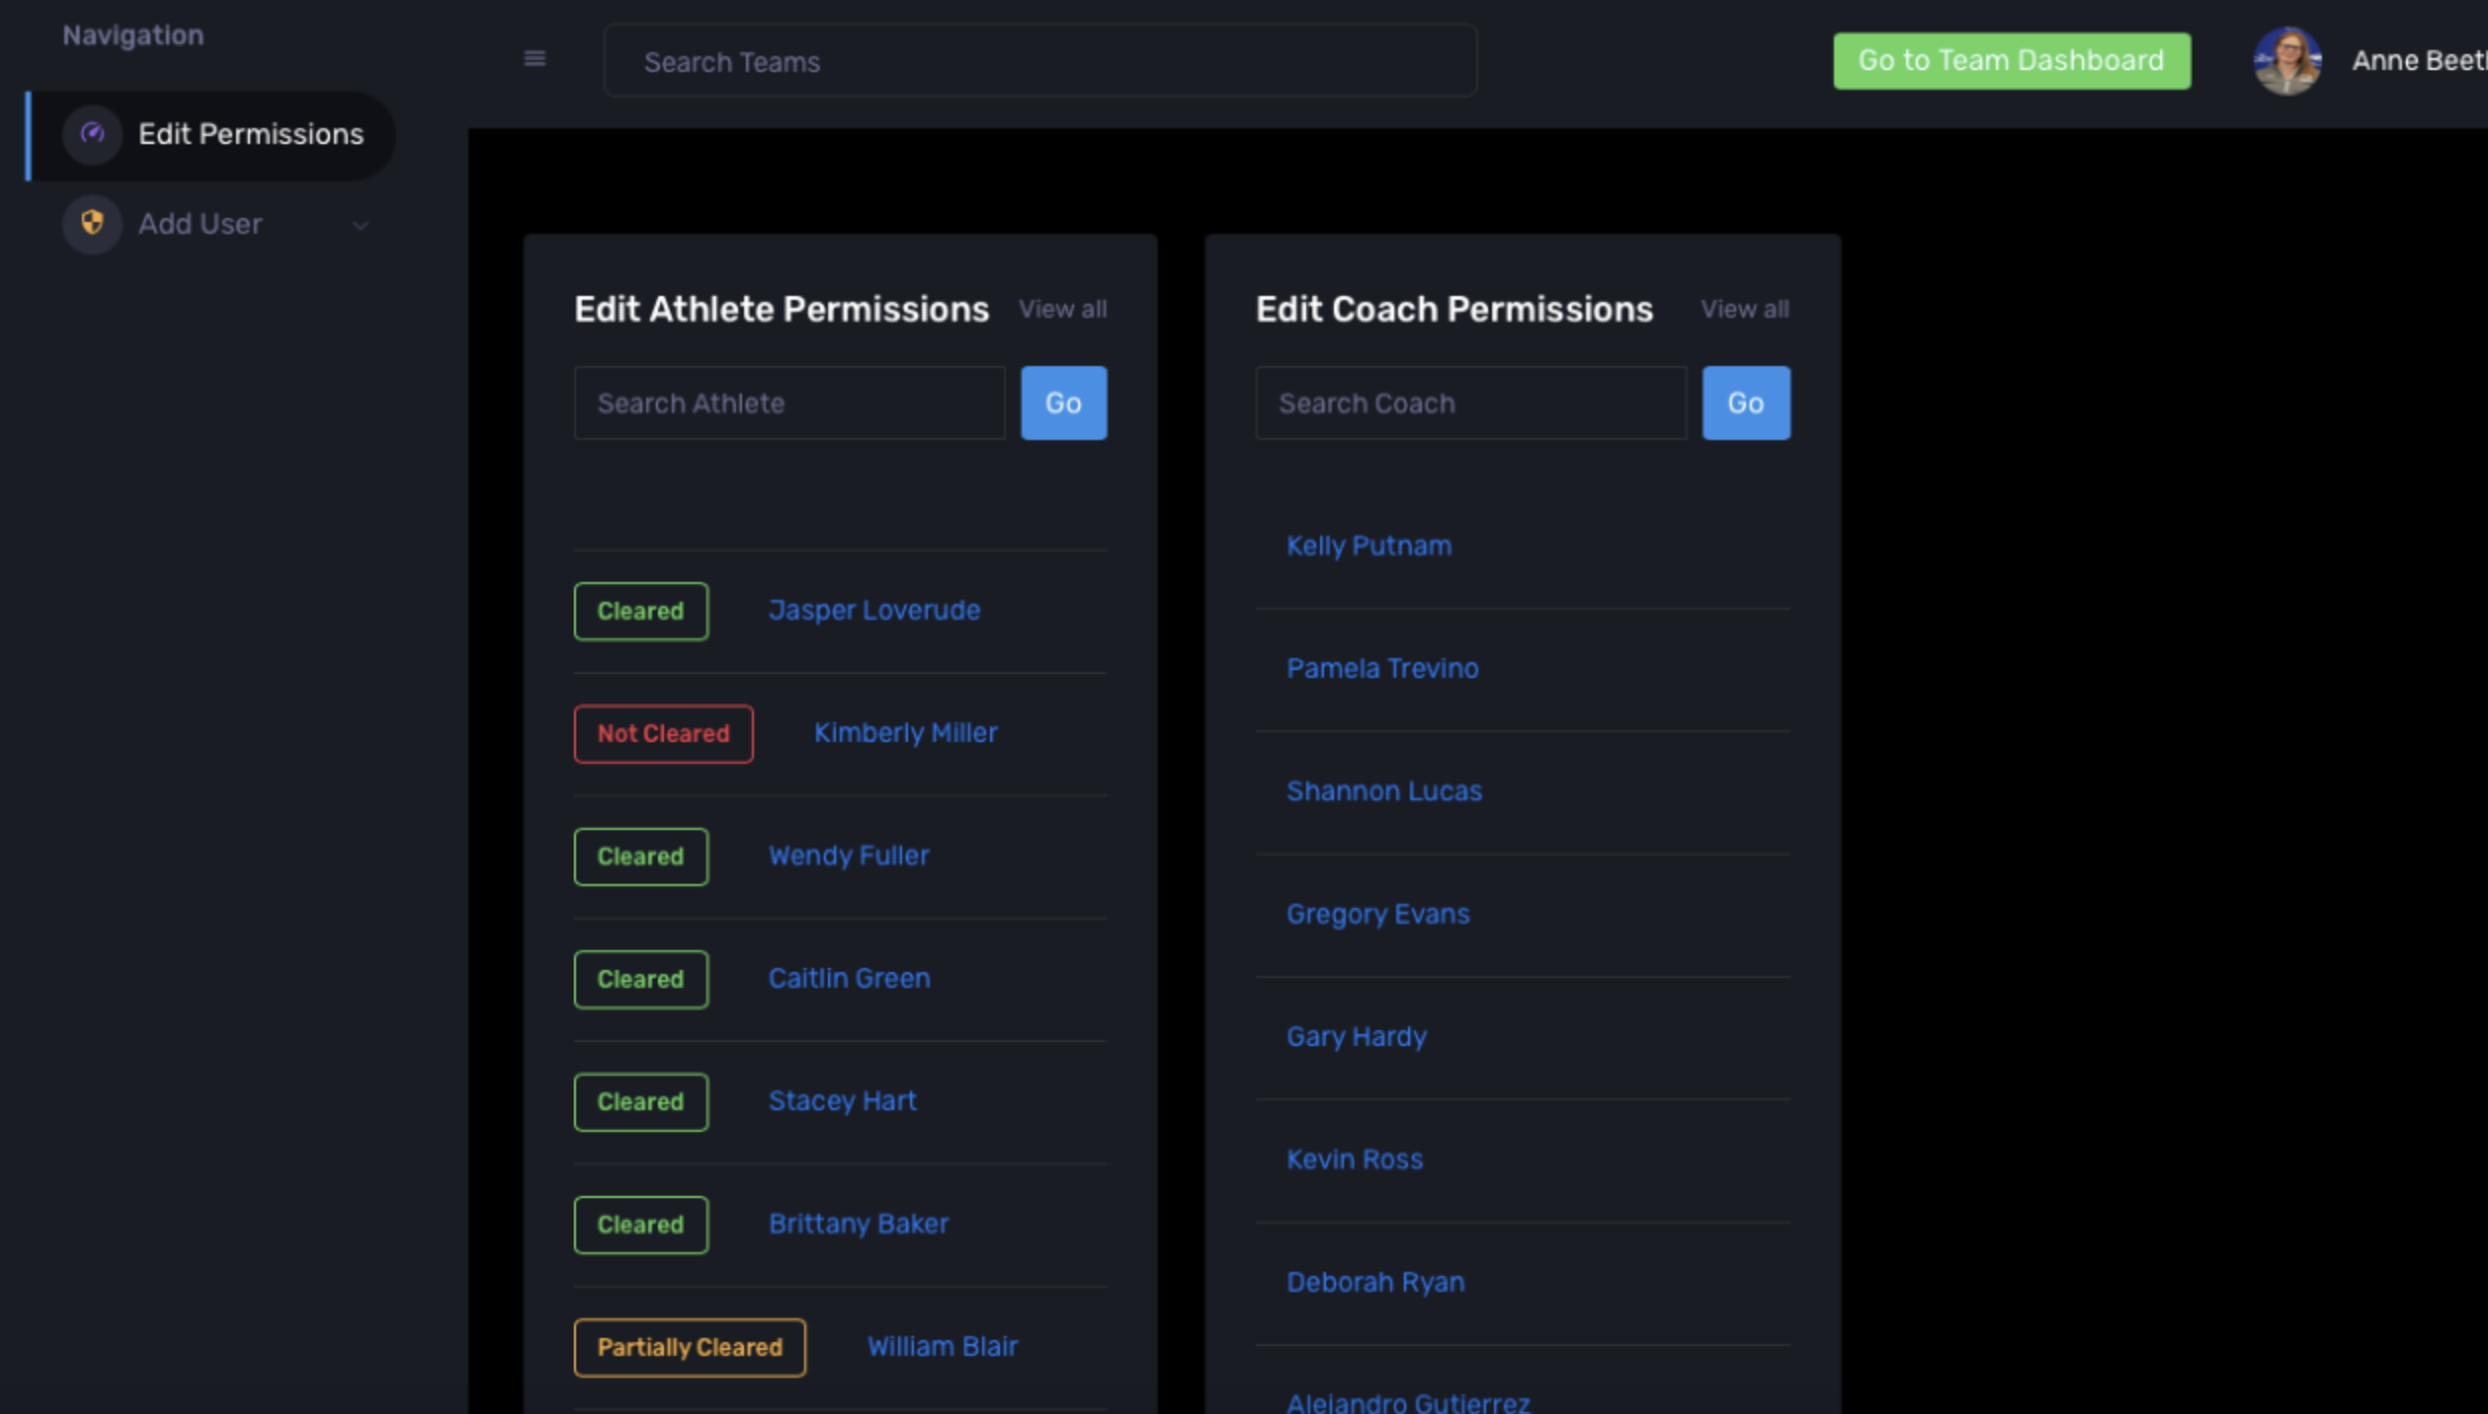 Navigation
Edit Permissions
Add User
Search Teams
Go to Team Dashboard
Anne
Edit Athlete Permissions
View all
Search Athlete
Go
Cleared
Jasper Loverude
Not Cleared
Kimberly Miller
Cleared
Wendy Fuller
Cleared
Caitlin Green
Cleared
Stacey Hart
Cleared
Brittany Baker
Partially Cleared
William Blair
Edit Coach Permissions
View all
Search Coach
Go
Kelly Putnam
Pamela Trevino
Shannon Lucas
Gregory Evans
Gary Hardy
Kevin Ross
Deborah Ryan
Alejandro Gutierrez